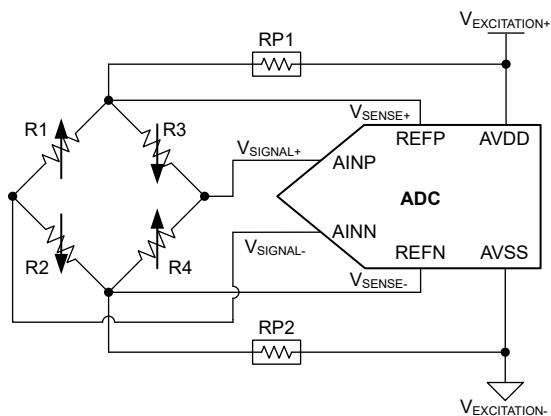 VEXCITATION+
RP1
R1
R3
VSENSE+
REFP
AVDD
VSIGNAL+
AINP
ADC
AINN
VSIGNAL-
R2
R4
REFN
AVSS
VSENSE-
RP2
VEXCITATION-